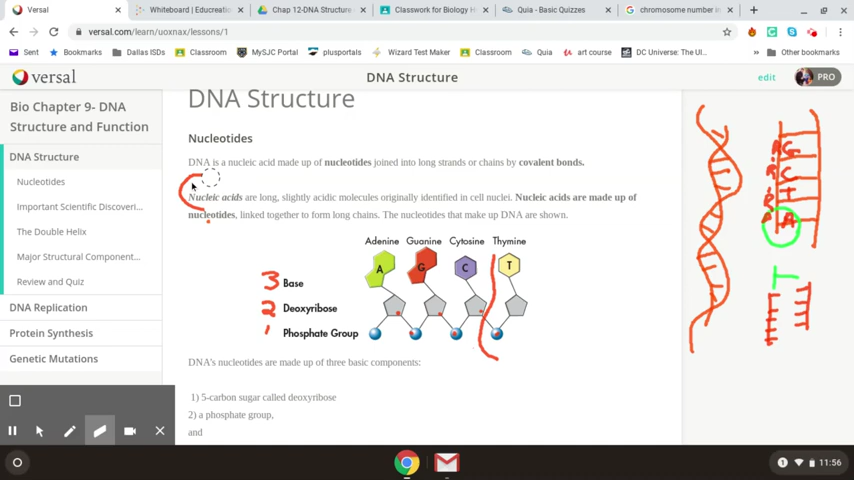 Versal
Whiteboard | Educreation
Chap 12-DNA Structure
Classwork for Biology H
Quia - Basic Quizzes
chromosome number in
versal.com/learn/uoxnax/lessons/1
Sent
Bookmarks
Dallas ISDs
Classroom
MySJC Portal
plusportals
Wizard Test Maker
Classroom
Quia
art course
DC Universe: The Ul...
Other bookmarks
versal
DNA Structure
edit
PRO
Bio Chapter 9- DNA
Structure and Function
DNA Structure
Nucleotides
Important Scientific Discoveri...
The Double Helix
Major Structural Component...
Review and Quiz
DNA Replication
Protein Synthesis
Genetic Mutations
DNA Structure
Nucleotides
DNA is a nucleic acid made up of nucleotides joined into long strands or chains by covalent bonds.
Nucleic acids are long, slightly acidic molecules originally identified in cell nuclei. Nucleic acids are made up of
nucleotides, linked together to form long chains. The nucleotides that make up DNA are shown.
Adenine Guanine Cytosine Thymine
A G C T
3 Base
2 Deoxyribose
1 Phosphate Group
DNA's nucleotides are made up of three basic components:
1) 5-carbon sugar called deoxyribose
2) a phosphate group,
and
G
C
T
A
1
11:56